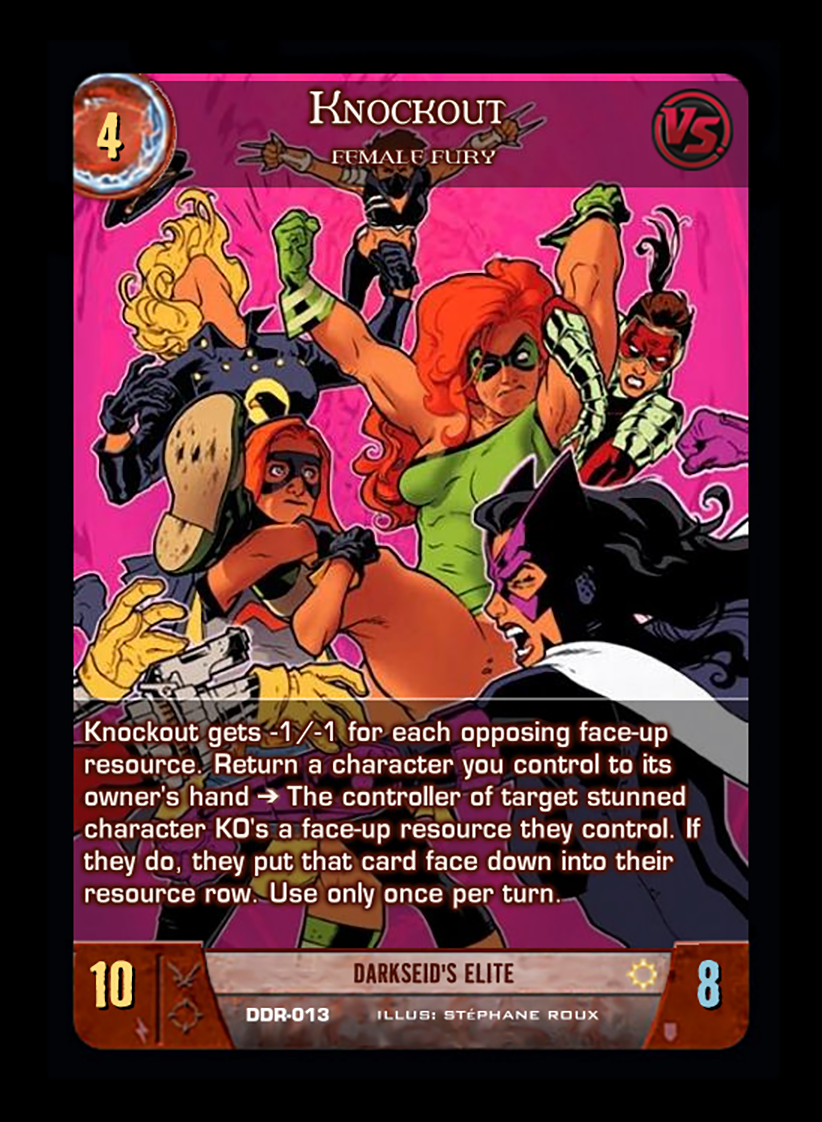 4
Knockout
VS.
FEMALE FURY
Knockout gets -1/-1 for each opposing face-up
resource. Return a character you control to its
owner's hand ➔ The controller of target stunned
character KO's a face-up resource they control. If
they do, they put that card face down into their
resource row. Use only once per turn.
10
DARKSEID'S ELITE
8
DDR-013 ILLUS: STÉPHANE ROUX